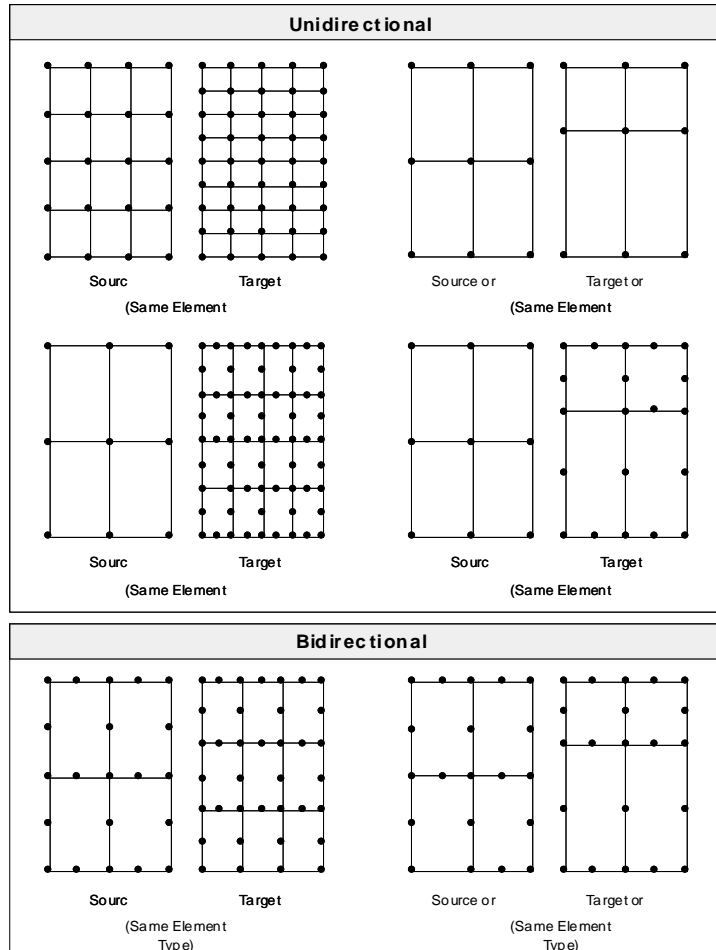 Unidirectional
Sourc Target Source or Target or
(Same Element (Same Element
Sourc Target Sourc Target
(Same Element (Same Element
Bidirectional
Sourc Target Source or Target or
(Same Element (Same Element
Type) Type)